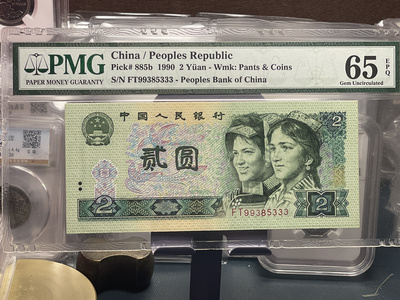 PMG
PAPER MONEY GUARANTY
China / Peoples Republic
Pick# 885b 1990 2 Yüan - Wmk: Pants & Coins
S/N FT99385333 - Peoples Bank of China
65 EPQ
Gem Uncirculated
中国人民银行
2
贰圆
2
FT99385333
2